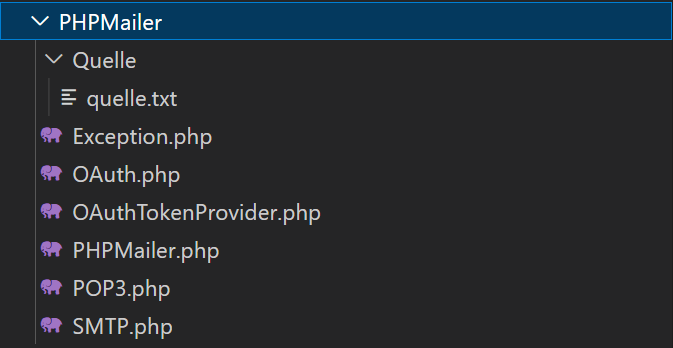 PHPMailer
Quelle
quelle.txt
Exception.php
OAuth.php
OAuthTokenProvider.php
PHPMailer.php
POP3.php
SMTP.php